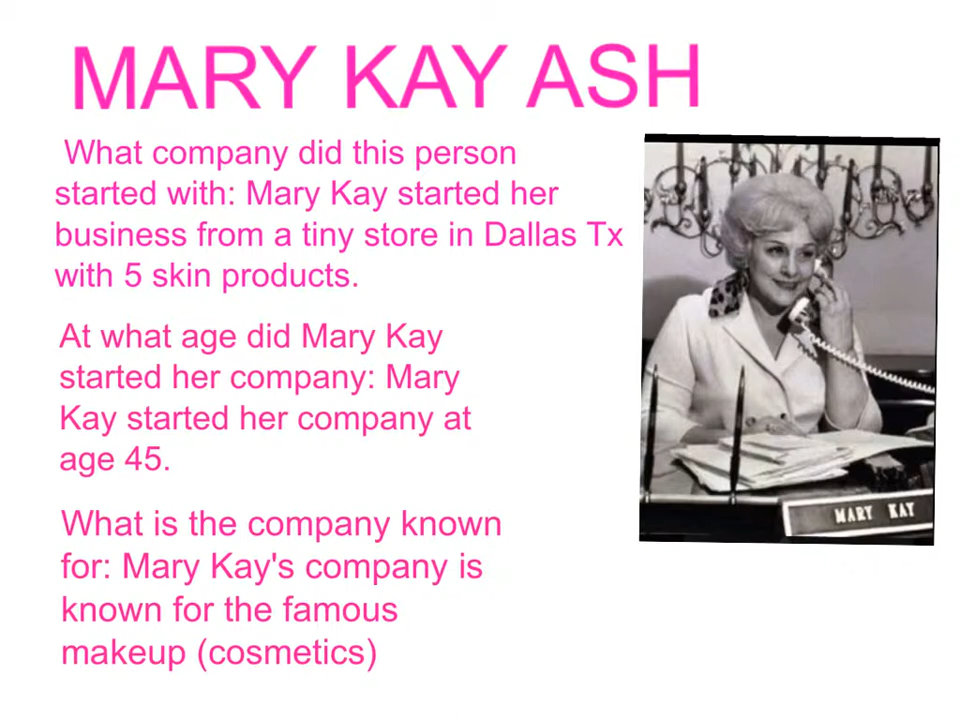 MARY KAY ASH
What company did this person
started with: Mary Kay started her
business from a tiny store in Dallas Tx
with 5 skin products.
At what age did Mary Kay
started her company: Mary
Kay started her company at
age 45.
What is the company known
for: Mary Kay's company is
known for the famous
makeup (cosmetics)
MARY KAY